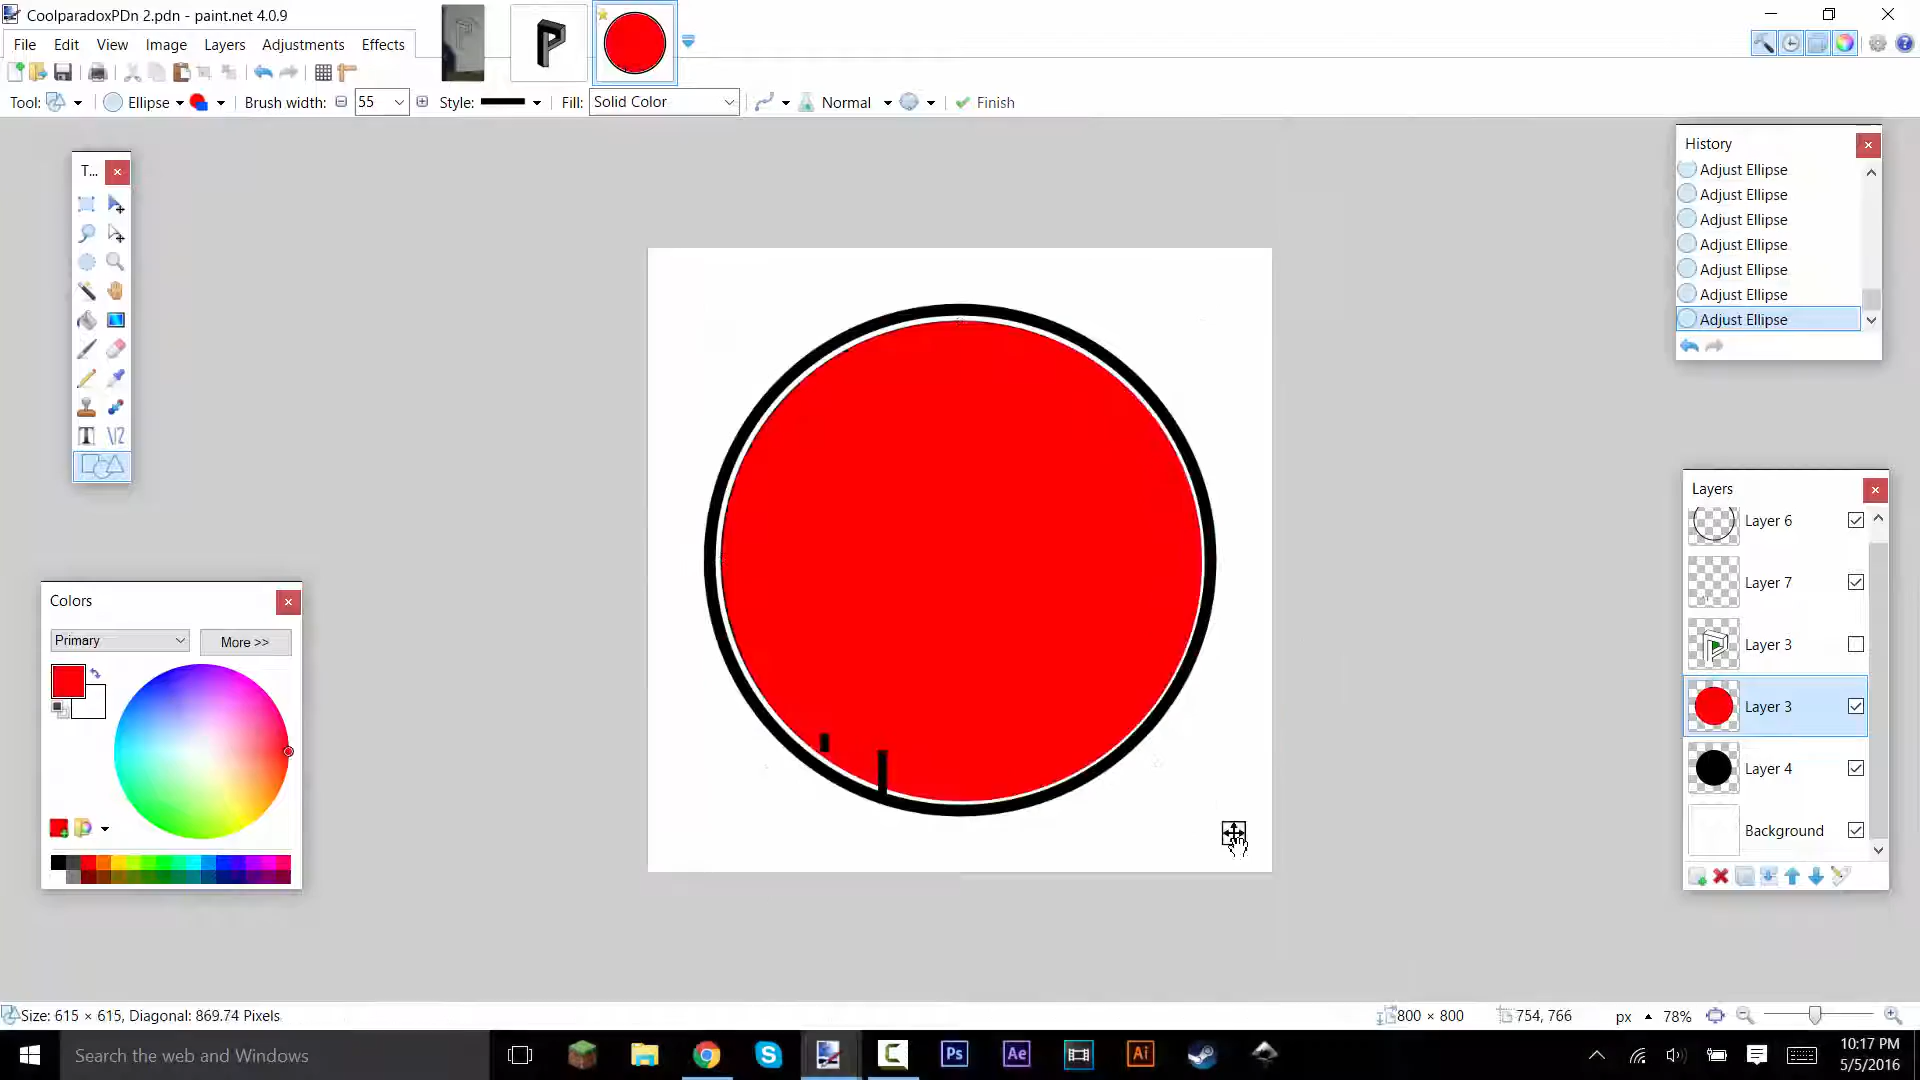 CoolparadoxPDn 2.pdn - paint.net 4.0.9
File Edit View Image Layers Adjustments Effects
Tool: Ellipse Brush width: 55 Style: Fill: Solid Color Normal Finish
T...
History
Adjust Ellipse
Adjust Ellipse
Adjust Ellipse
Adjust Ellipse
Adjust Ellipse
Adjust Ellipse
Adjust Ellipse
Layers
Layer 6
Layer 7
Layer 3
Layer 3
Layer 4
Background
Colors
Primary More >>
Size: 615 × 615, Diagonal: 869.74 Pixels 800 × 800 754, 766 px 78%
Search the web and Windows
Ps Ae Ai
10:17 PM
5/5/2016